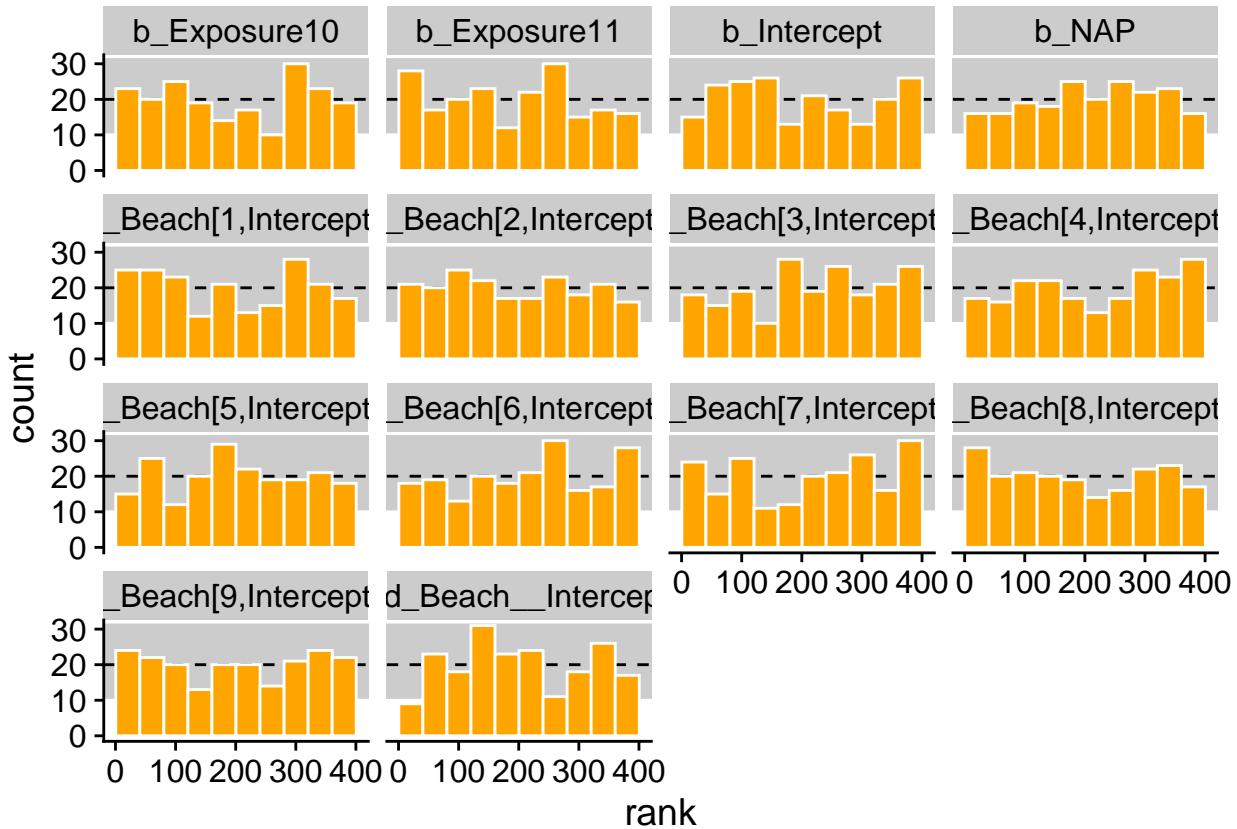 b_Exposure10 b_Exposure11 b_Intercept b_NAP
30
20
10
0
_Beach[1,Intercept _Beach[2,Intercept _Beach[3,Intercept _Beach[4,Intercept
30
20
10
0
count
_Beach[5,Intercept _Beach[6,Intercept _Beach[7,Intercept _Beach[8,Intercept
30
20
10
0
0 100 200 300 400 0 100 200 300 400
_Beach[9,Intercept d_Beach__Intercep
30
20
10
0
0 100 200 300 400 0 100 200 300 400
rank